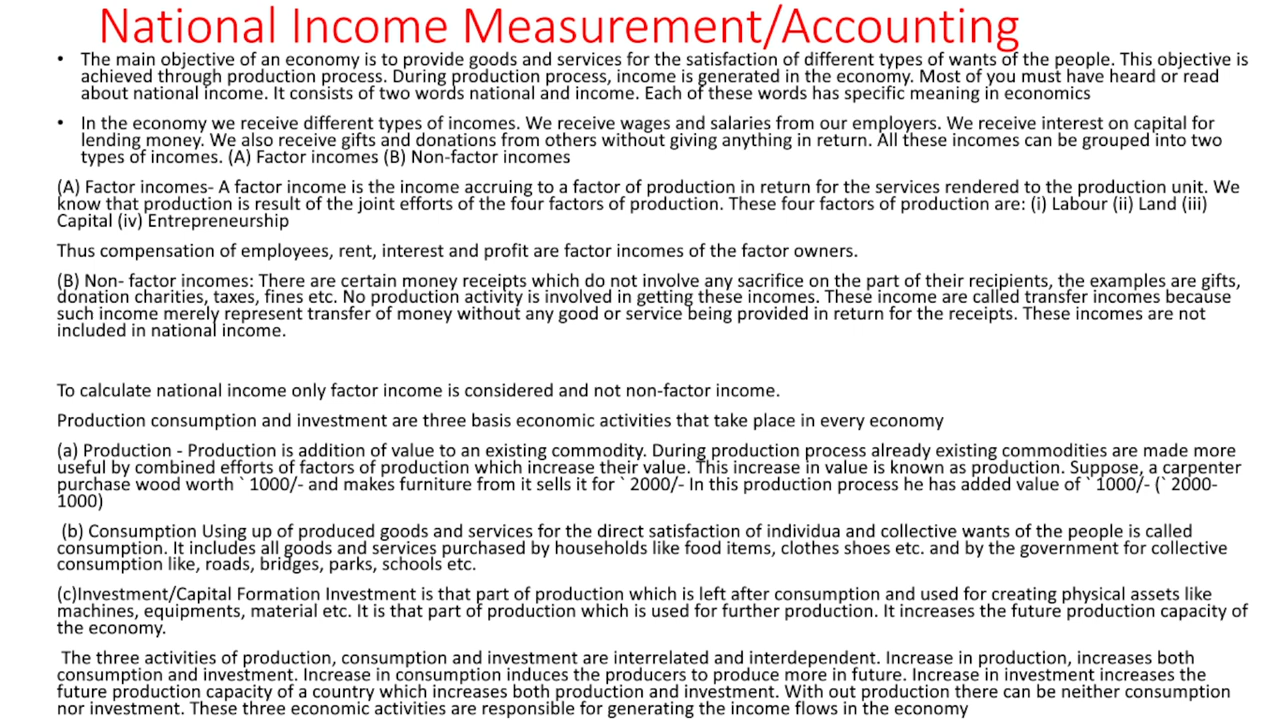 National Income Measurement/Accounting
• The main objective of an economy is to provide goods and services for the satisfaction of different types of wants of the people. This objective is
achieved through production process. During production process, income is generated in the economy. Most of you must have heard or read
about national income. It consists of two words national and income. Each of these words has specific meaning in economics
• In the economy we receive different types of incomes. We receive wages and salaries from our employers. We receive interest on capital for
lending money. We also receive gifts and donations from others without giving anything in return. All these incomes can be grouped into two
types of incomes. (A) Factor incomes (B) Non-factor incomes
(A) Factor incomes- A factor income is the income accruing to a factor of production in return for the services rendered to the production unit. We
know that production is result of the joint efforts of the four factors of production. These four factors of production are: (i) Labour (ii) Land (iii)
Capital (iv) Entrepreneurship
Thus compensation of employees, rent, interest and profit are factor incomes of the factor owners.
(B) Non- factor incomes: There are certain money receipts which do not involve any sacrifice on the part of their recipients, the examples are gifts,
donation charities, taxes, fines etc. No production activity is involved in getting these incomes. These income are called transfer incomes because
such income merely represent transfer of money without any good or service being provided in return for the receipts. These incomes are not
included in national income.
To calculate national income only factor income is considered and not non-factor income.
Production consumption and investment are three basis economic activities that take place in every economy
(a) Production - Production is addition of value to an existing commodity. During production process already existing commodities are made more
useful by combined efforts of factors of production which increase their value. This increase in value is known as production. Suppose, a carpenter
purchase wood worth ` 1000/- and makes furniture from it sells it for ` 2000/- In this production process he has added value of ` 1000/- (` 2000-
1000)
(b) Consumption Using up of produced goods and services for the direct satisfaction of individua and collective wants of the people is called
consumption. It includes all goods and services purchased by households like food items, clothes shoes etc. and by the government for collective
consumption like, roads, bridges, parks, schools etc.
(c)Investment/Capital Formation Investment is that part of production which is left after consumption and used for creating physical assets like
machines, equipments, material etc. It is that part of production which is used for further production. It increases the future production capacity of
the economy.
The three activities of production, consumption and investment are interrelated and interdependent. Increase in production, increases both
consumption and investment. Increase in consumption induces the producers to produce more in future. Increase in investment increases the
future production capacity of a country which increases both production and investment. With out production there can be neither consumption
nor investment. These three economic activities are responsible for generating the income flows in the economy